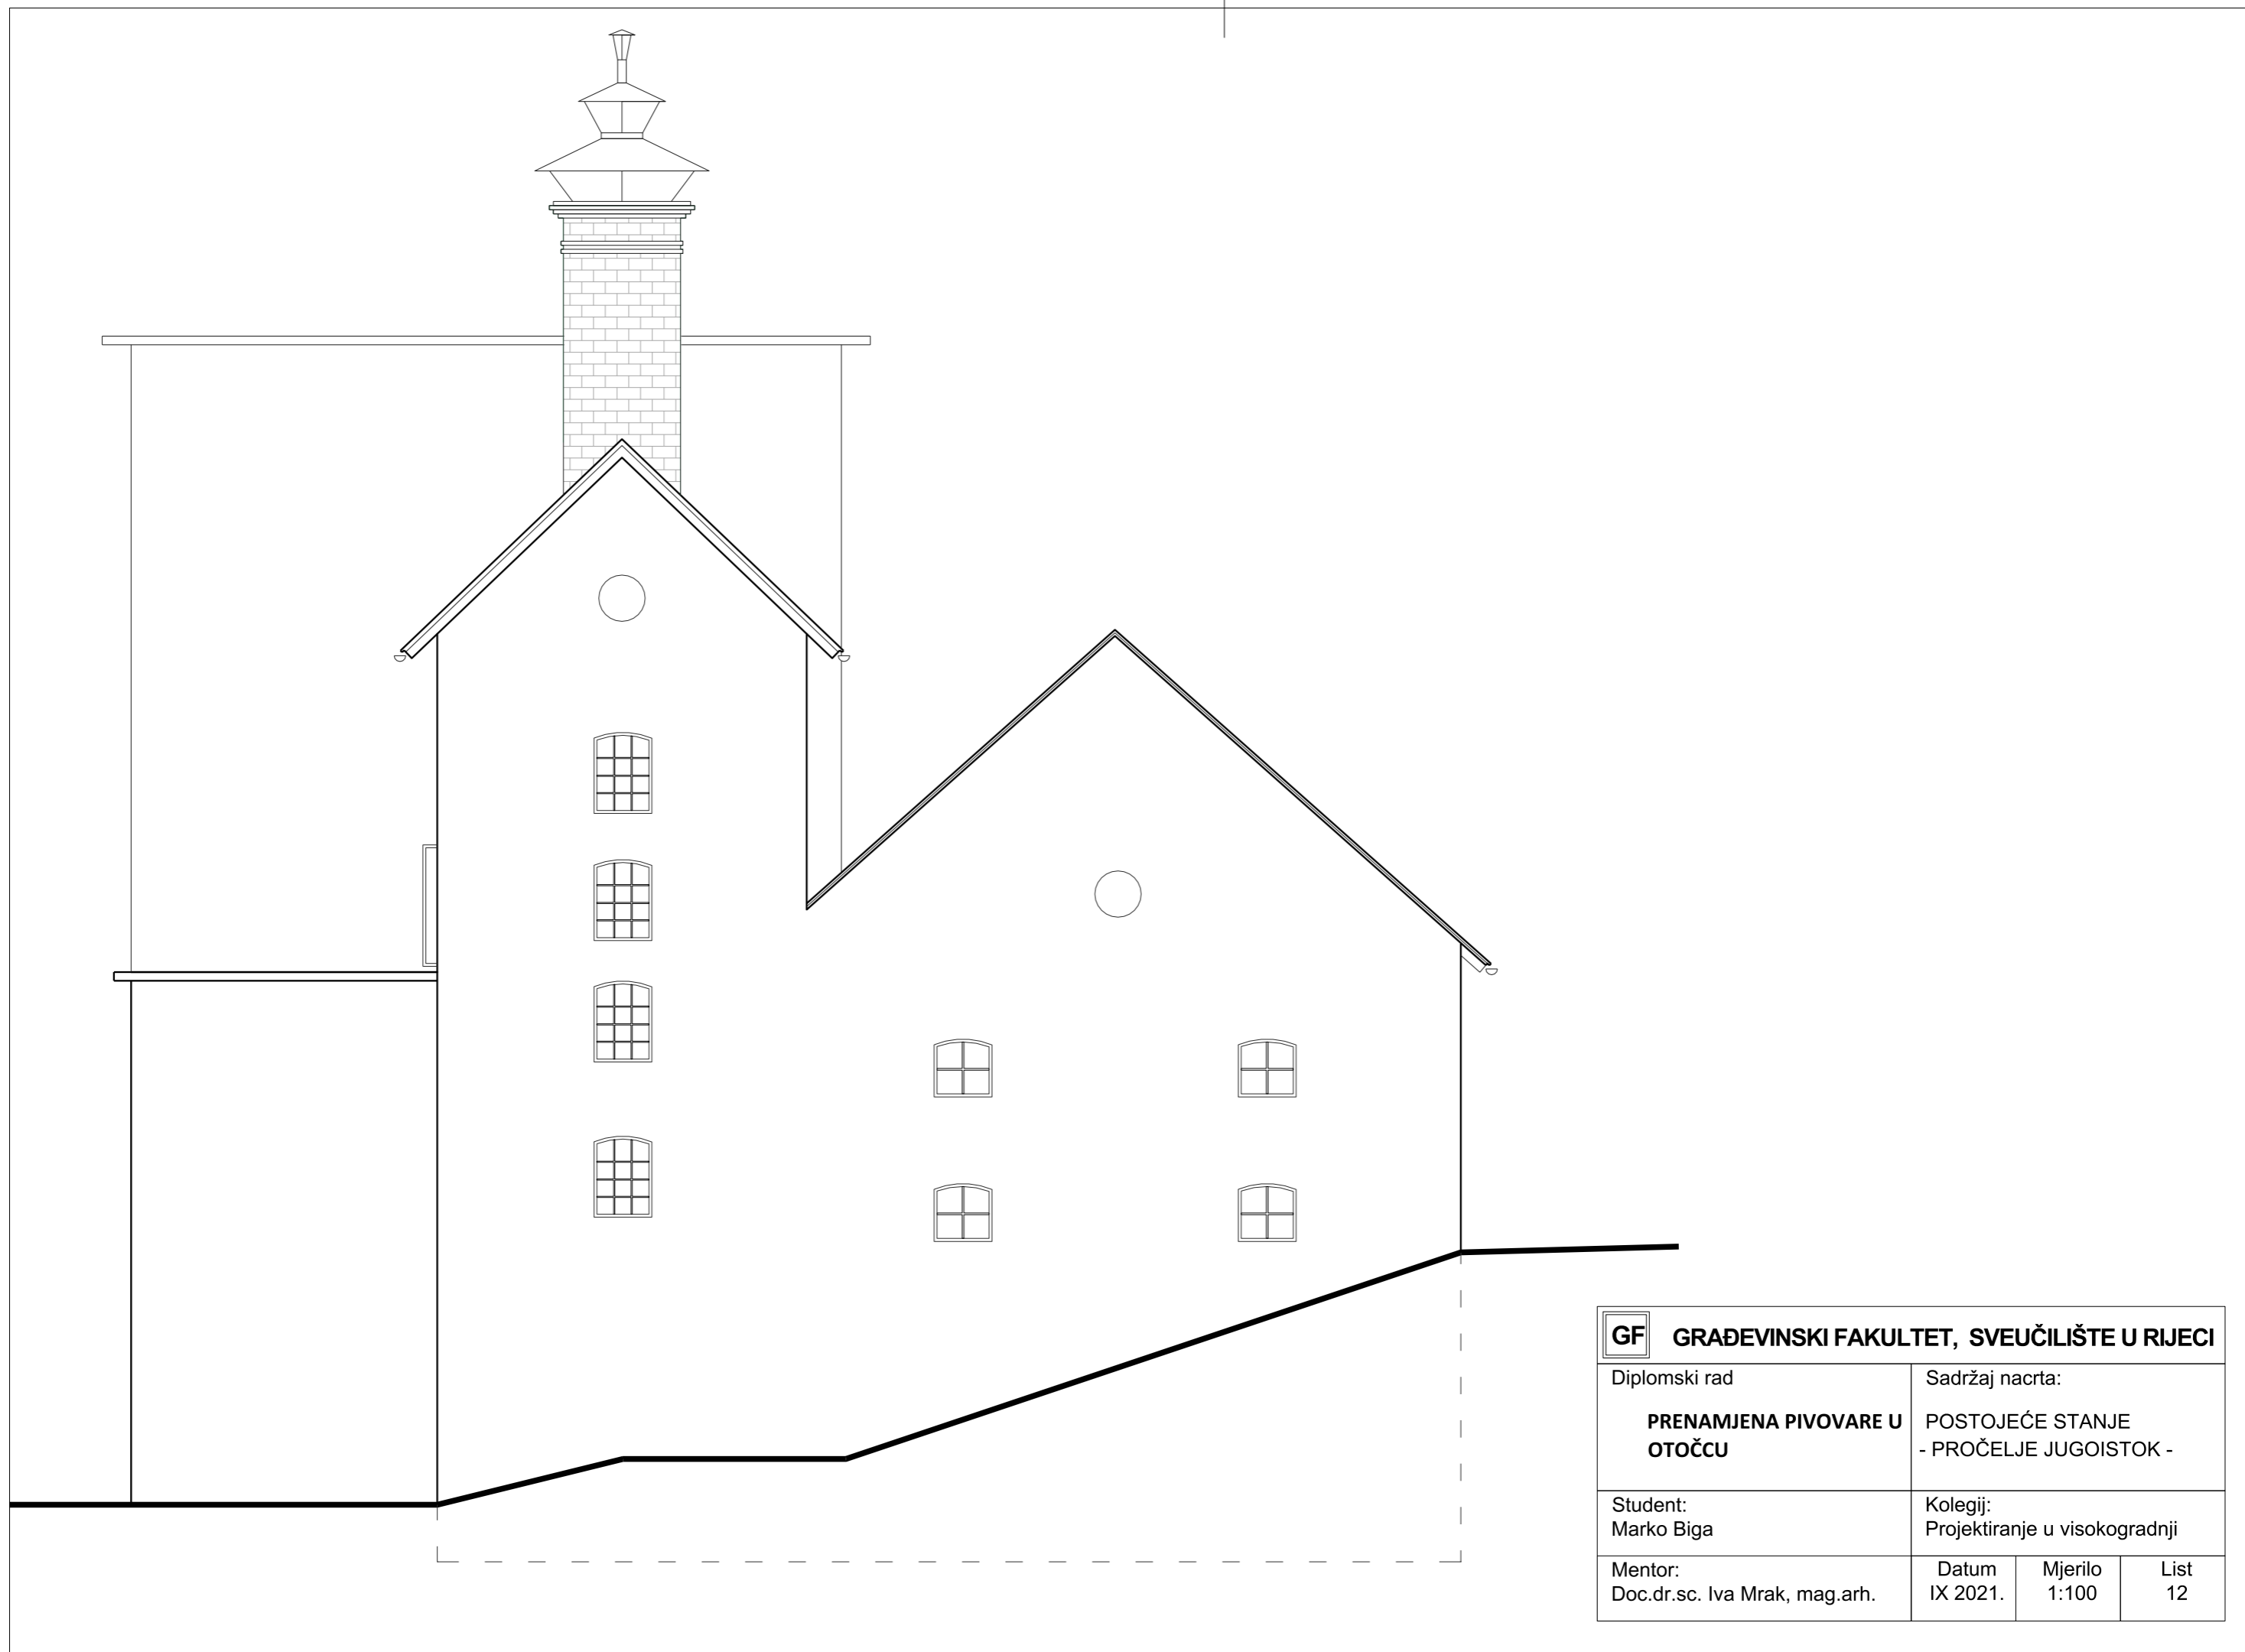 GF GRAĐEVINSKI FAKULTET, SVEUČILIŠTE U RIJECI
Diplomski rad
PRENAMJENA PIVOVARE U
OTOČCU
Sadržaj nacrta:
POSTOJEĆE STANJE
- PROČELJE JUGOISTOK -
Student:
Marko Biga
Kolegij:
Projektiranje u visokogradnji
Mentor:
Doc.dr.sc. Iva Mrak, mag.arh.
Datum
IX 2021.
Mjerilo
1:100
List
12